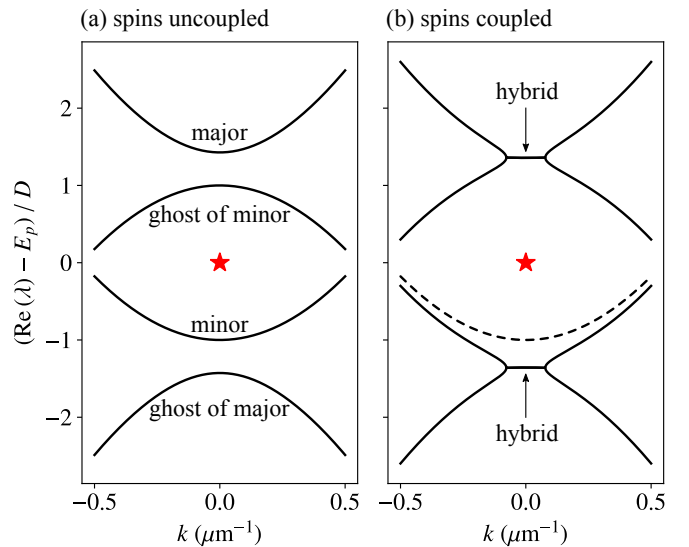 (a) spins uncoupled
(b) spins coupled
(Re (λ) − E_p) / D
2
1
0
−1
−2
major
ghost of minor
minor
ghost of major
hybrid
hybrid
−0.5 0.0 0.5
−0.5 0.0 0.5
k (μm⁻¹)
k (μm⁻¹)